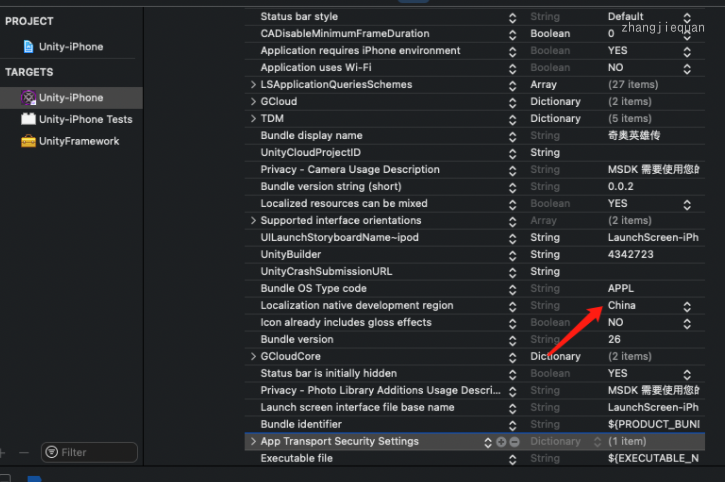 PROJECT
Unity-iPhone
TARGETS
Unity-iPhone
Unity-iPhone Tests
UnityFramework
Filter
zhangjiequan
Status bar style String Default
CADisableMinimumFrameDuration Boolean 0
Application requires iPhone environment Boolean YES
Application uses Wi-Fi Boolean NO
LSApplicationQueriesSchemes Array (27 items)
GCloud Dictionary (2 items)
TDM Dictionary (5 items)
Bundle display name String 奇奥英雄传
UnityCloudProjectID String
Privacy - Camera Usage Description String MSDK 需要使用您的
Bundle version string (short) String 0.0.2
Localized resources can be mixed Boolean YES
Supported interface orientations Array (2 items)
UILaunchStoryboardName~ipod String LaunchScreen-iPh
UnityBuilder String 4342723
UnityCrashSubmissionURL String
Bundle OS Type code String APPL
Localization native development region String China
Icon already includes gloss effects Boolean NO
Bundle version String 26
GCloudCore Dictionary (2 items)
Status bar is initially hidden Boolean YES
Privacy - Photo Library Additions Usage Descri... String MSDK 需要使用您的
Launch screen interface file base name String LaunchScreen-iPh
Bundle identifier String ${PRODUCT_BUNI
App Transport Security Settings Dictionary (1 item)
Executable file String ${EXECUTABLE_N